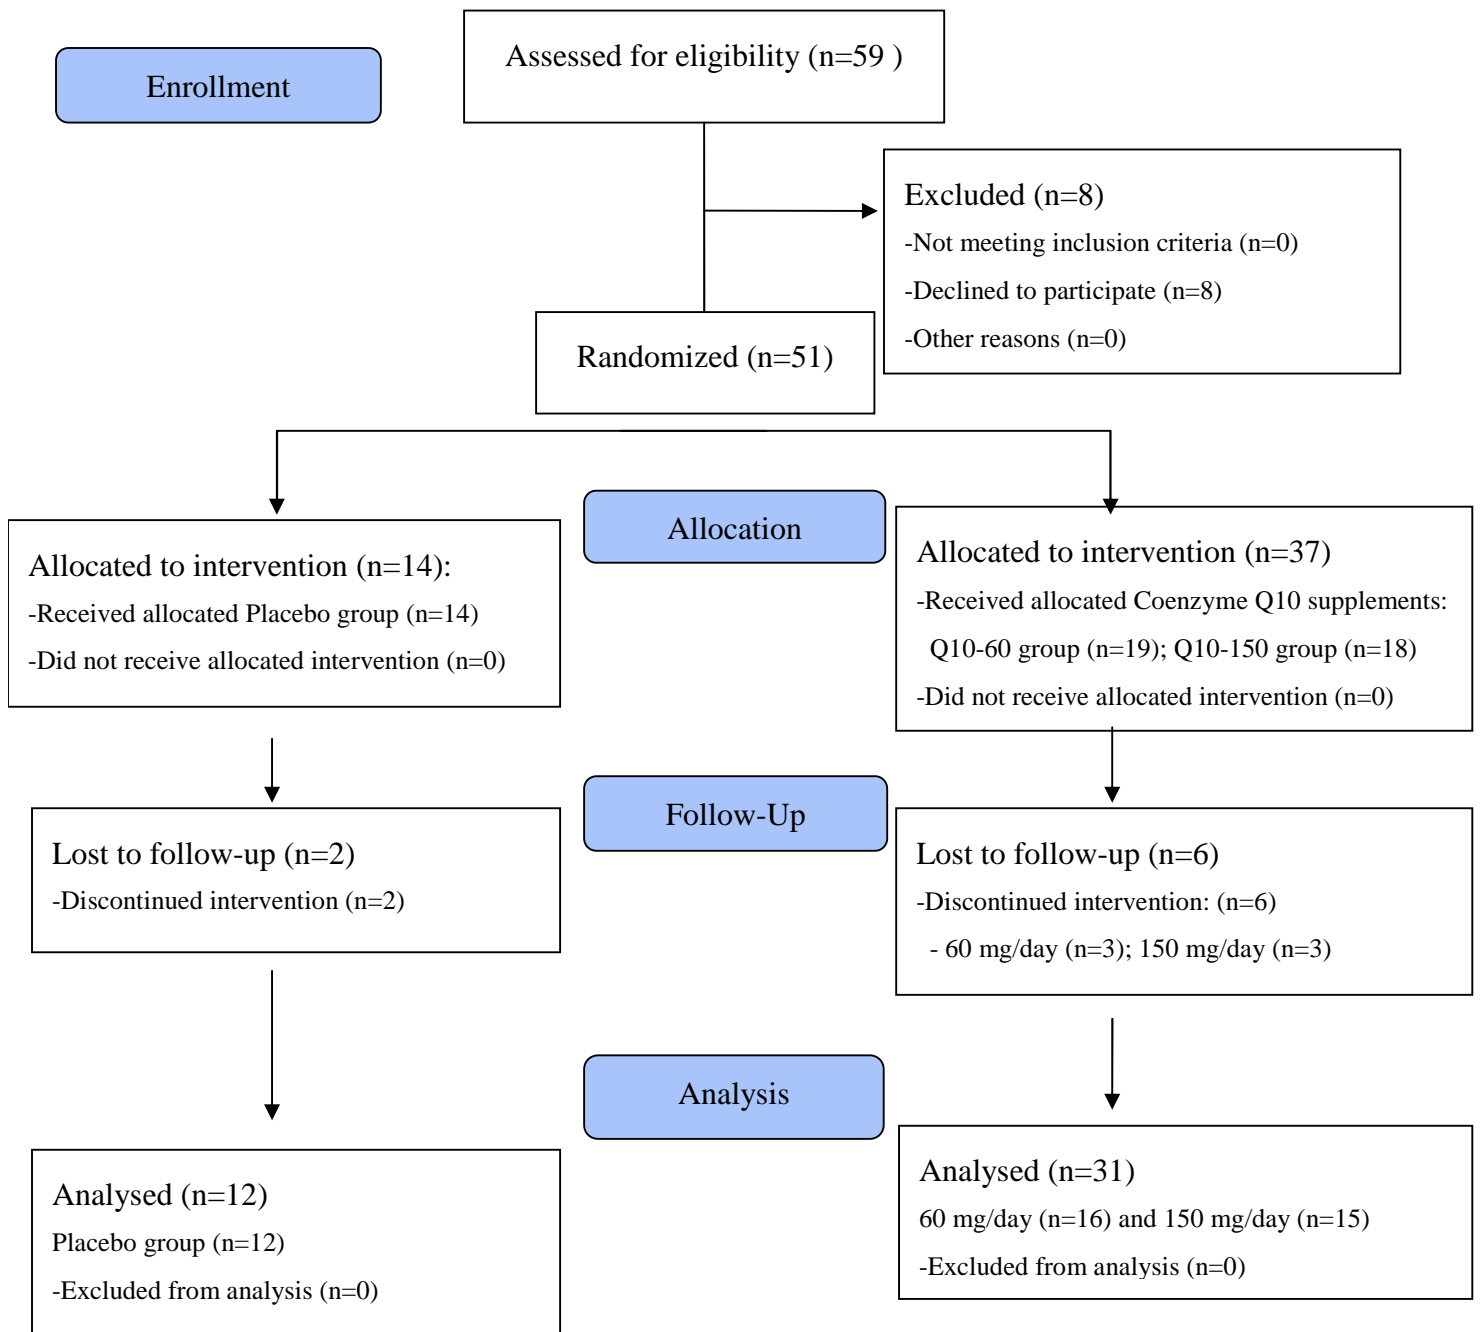 Enrollment
Assessed for eligibility (n=59 )
Excluded (n=8)
-Not meeting inclusion criteria (n=0)
-Declined to participate (n=8)
-Other reasons (n=0)
Randomized (n=51)
Allocation
Allocated to intervention (n=14):
-Received allocated Placebo group (n=14)
-Did not receive allocated intervention (n=0)
Allocated to intervention (n=37)
-Received allocated Coenzyme Q10 supplements:
Q10-60 group (n=19); Q10-150 group (n=18)
-Did not receive allocated intervention (n=0)
Follow-Up
Lost to follow-up (n=2)
-Discontinued intervention (n=2)
Lost to follow-up (n=6)
-Discontinued intervention: (n=6)
- 60 mg/day (n=3); 150 mg/day (n=3)
Analysis
Analysed (n=12)
Placebo group (n=12)
-Excluded from analysis (n=0)
Analysed (n=31)
60 mg/day (n=16) and 150 mg/day (n=15)
-Excluded from analysis (n=0)